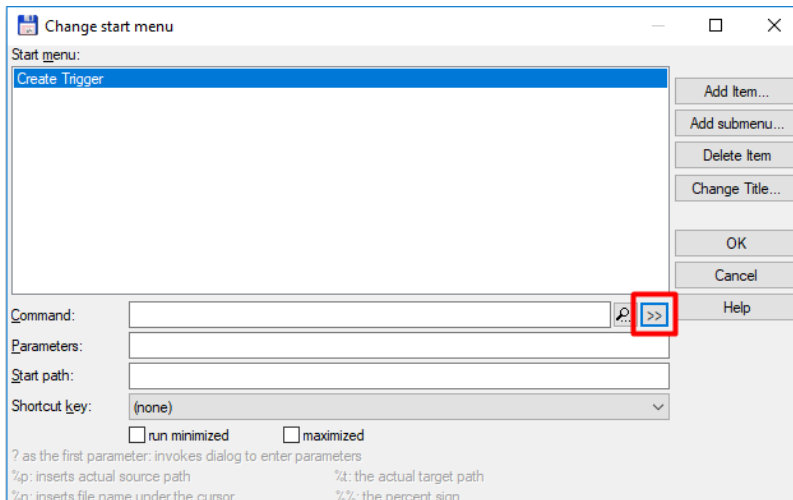 Change start menu
Start menu:
Create Trigger
Add Item...
Add submenu...
Delete Item
Change Title...
OK
Cancel
Help
Command:
>>
Parameters:
Start path:
Shortcut key: (none)
run minimized maximized
? as the first parameter: invokes dialog to enter parameters
%p: inserts actual source path %t: the actual target path
%n: inserts file name under the cursor %%: the percent sign